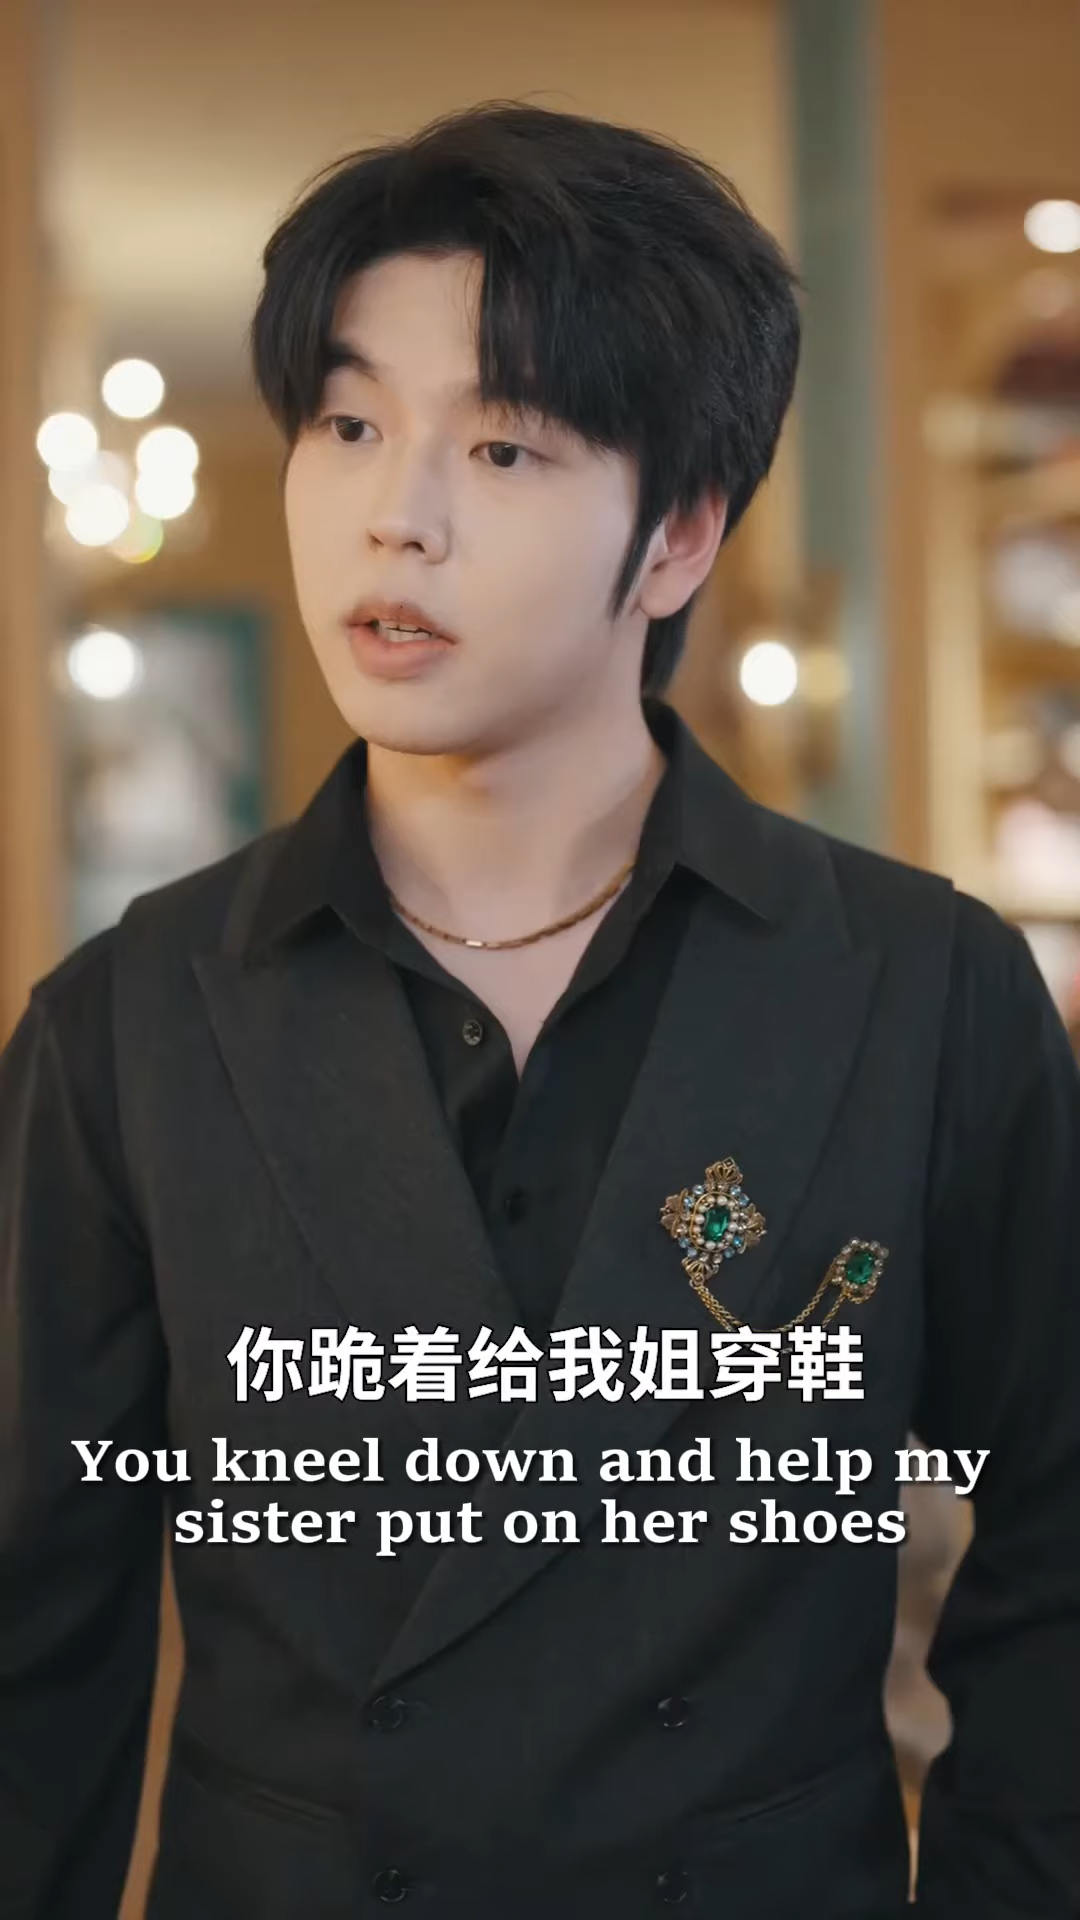 你跪着给我姐穿鞋
You kneel down and help my
sister put on her shoes